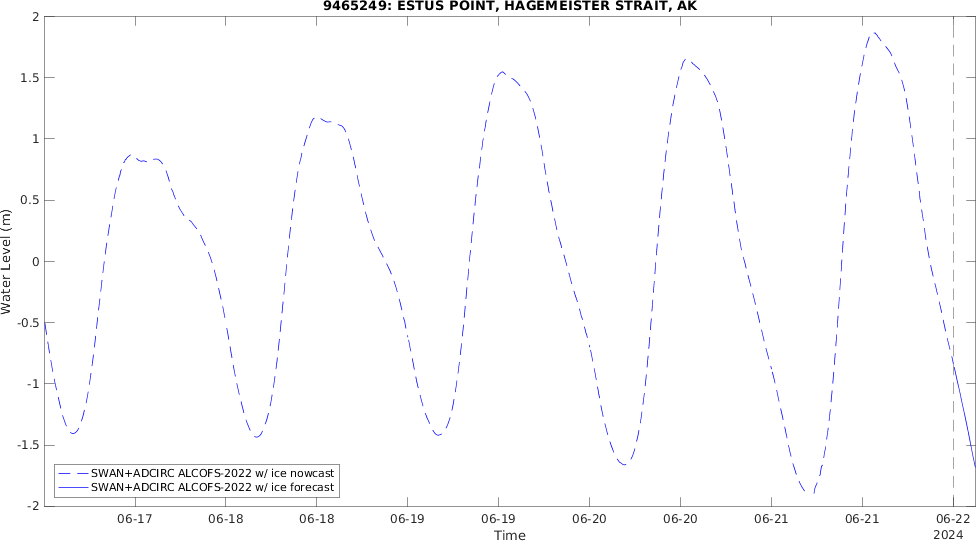 9465249: ESTUS POINT, HAGEMEISTER STRAIT, AK
2
1.5
1
0.5
0
-0.5
-1
-1.5
-2
Water Level (m)
SWAN+ADCIRC ALCOFS-2022 w/ ice nowcast
SWAN+ADCIRC ALCOFS-2022 w/ ice forecast
06-17 06-18 06-18 06-19 06-19 06-20 06-20 06-21 06-21 06-22
2024
Time